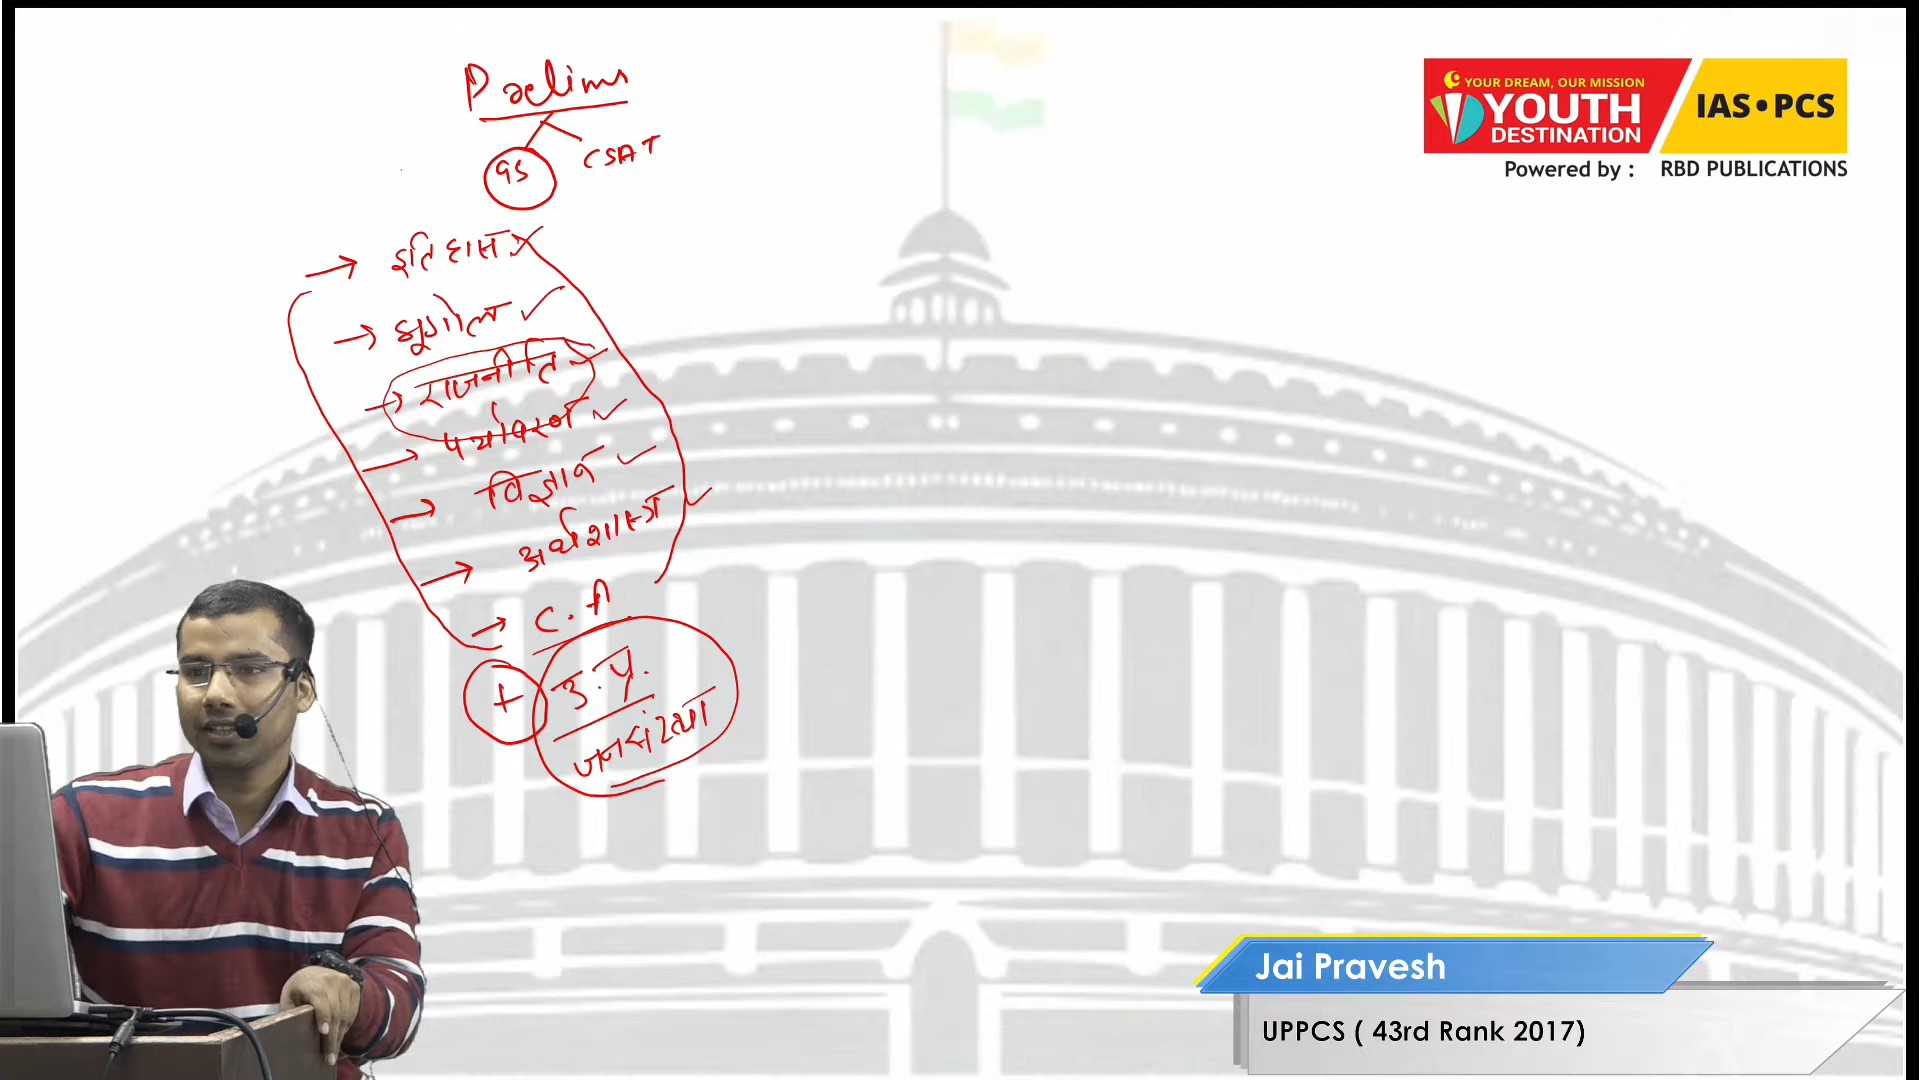 Prelims
GS CSAT
→ इतिहास ✗
→ भूगोल ✓
→ राजनीति ✓
→ पर्यावरण ✓
→ विज्ञान ✓
→ अर्थशास्त्र ✓
→ C.A
+ उ.प्र.
जनसंख्या
YOUR DREAM, OUR MISSION
YOUTH
DESTINATION
IAS•PCS
Powered by : RBD PUBLICATIONS
Jai Pravesh
UPPCS ( 43rd Rank 2017)